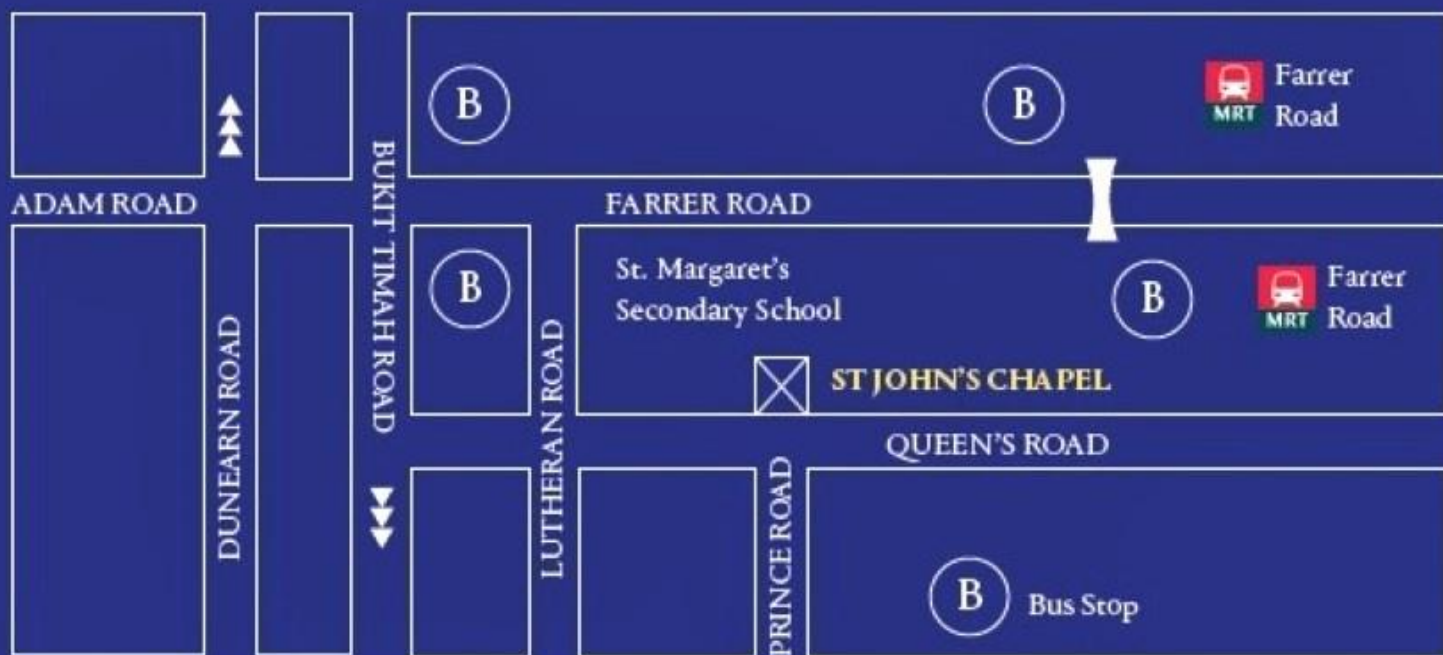 B
B
MRT
Farrer
Road
ADAM ROAD
BUKIT TIMAH ROAD
FARRER ROAD
B
St. Margaret's
Secondary School
B
MRT
Farrer
Road
DUNEARN ROAD
LUTHERAN ROAD
ST JOHN'S CHAPEL
QUEEN'S ROAD
PRINCE ROAD
B
Bus Stop